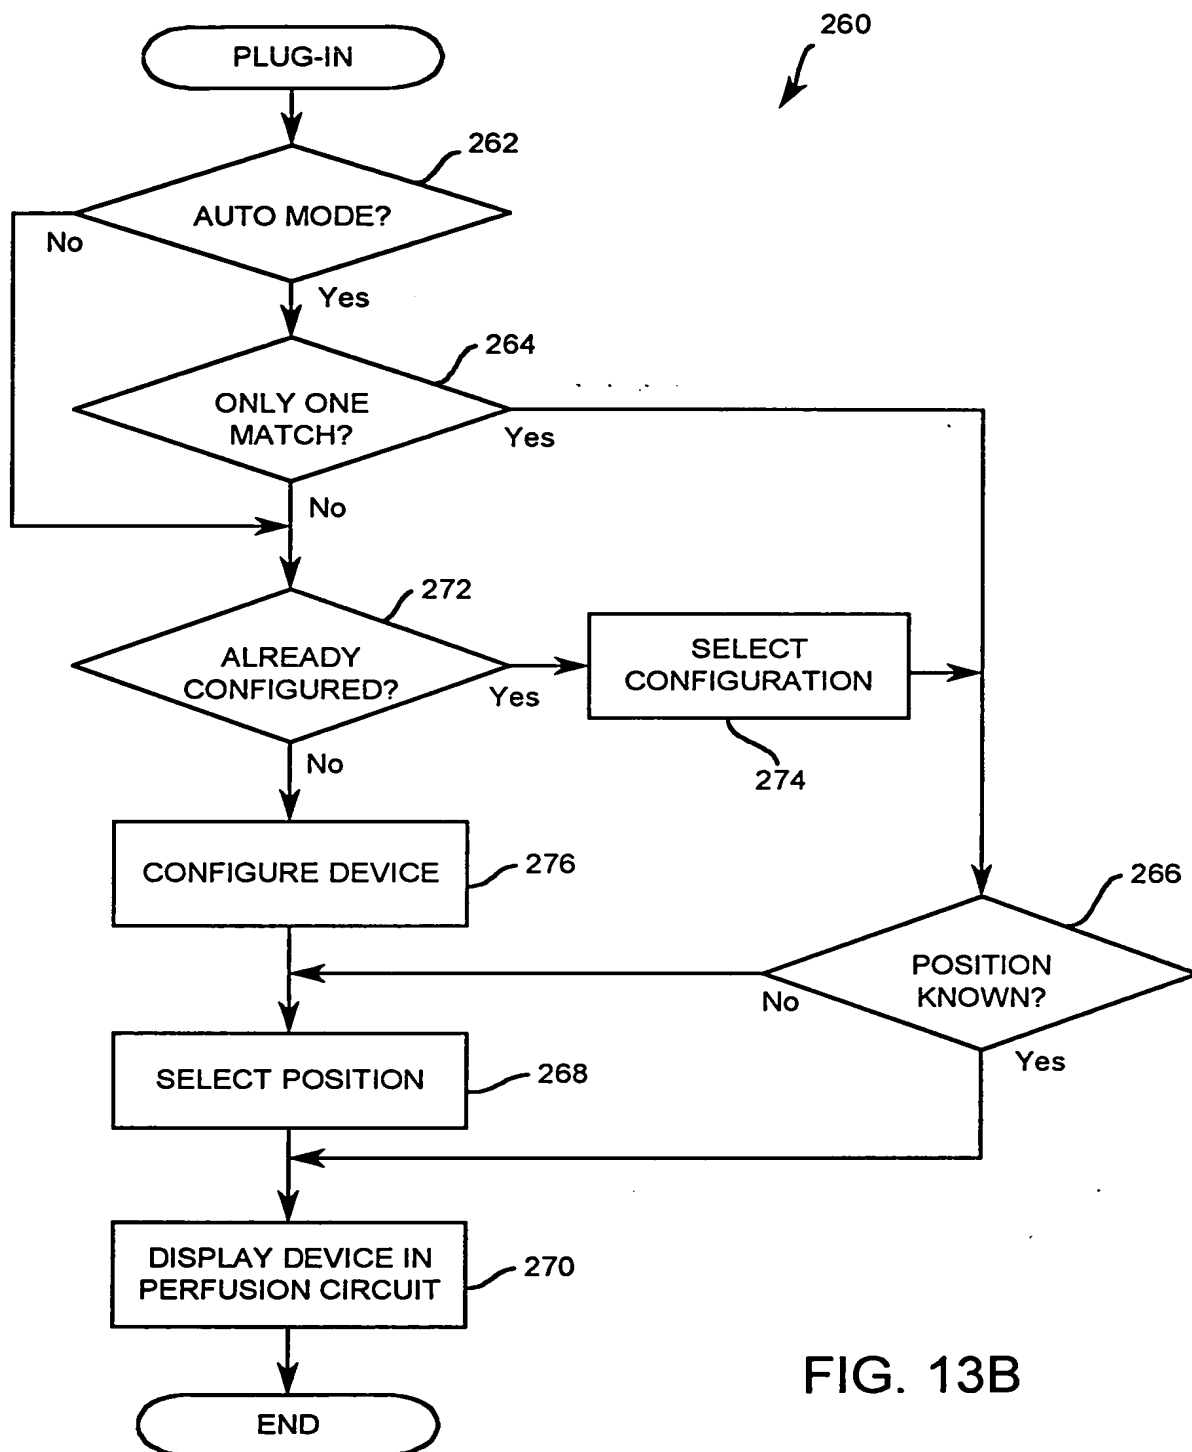 260
PLUG-IN
262
AUTO MODE?
No
Yes
264
ONLY ONE
MATCH?
Yes
No
272
ALREADY
CONFIGURED?
Yes
SELECT
CONFIGURATION
274
No
CONFIGURE DEVICE
276
266
POSITION
KNOWN?
No
Yes
SELECT POSITION
268
DISPLAY DEVICE IN
PERFUSION CIRCUIT
270
END
FIG. 13B